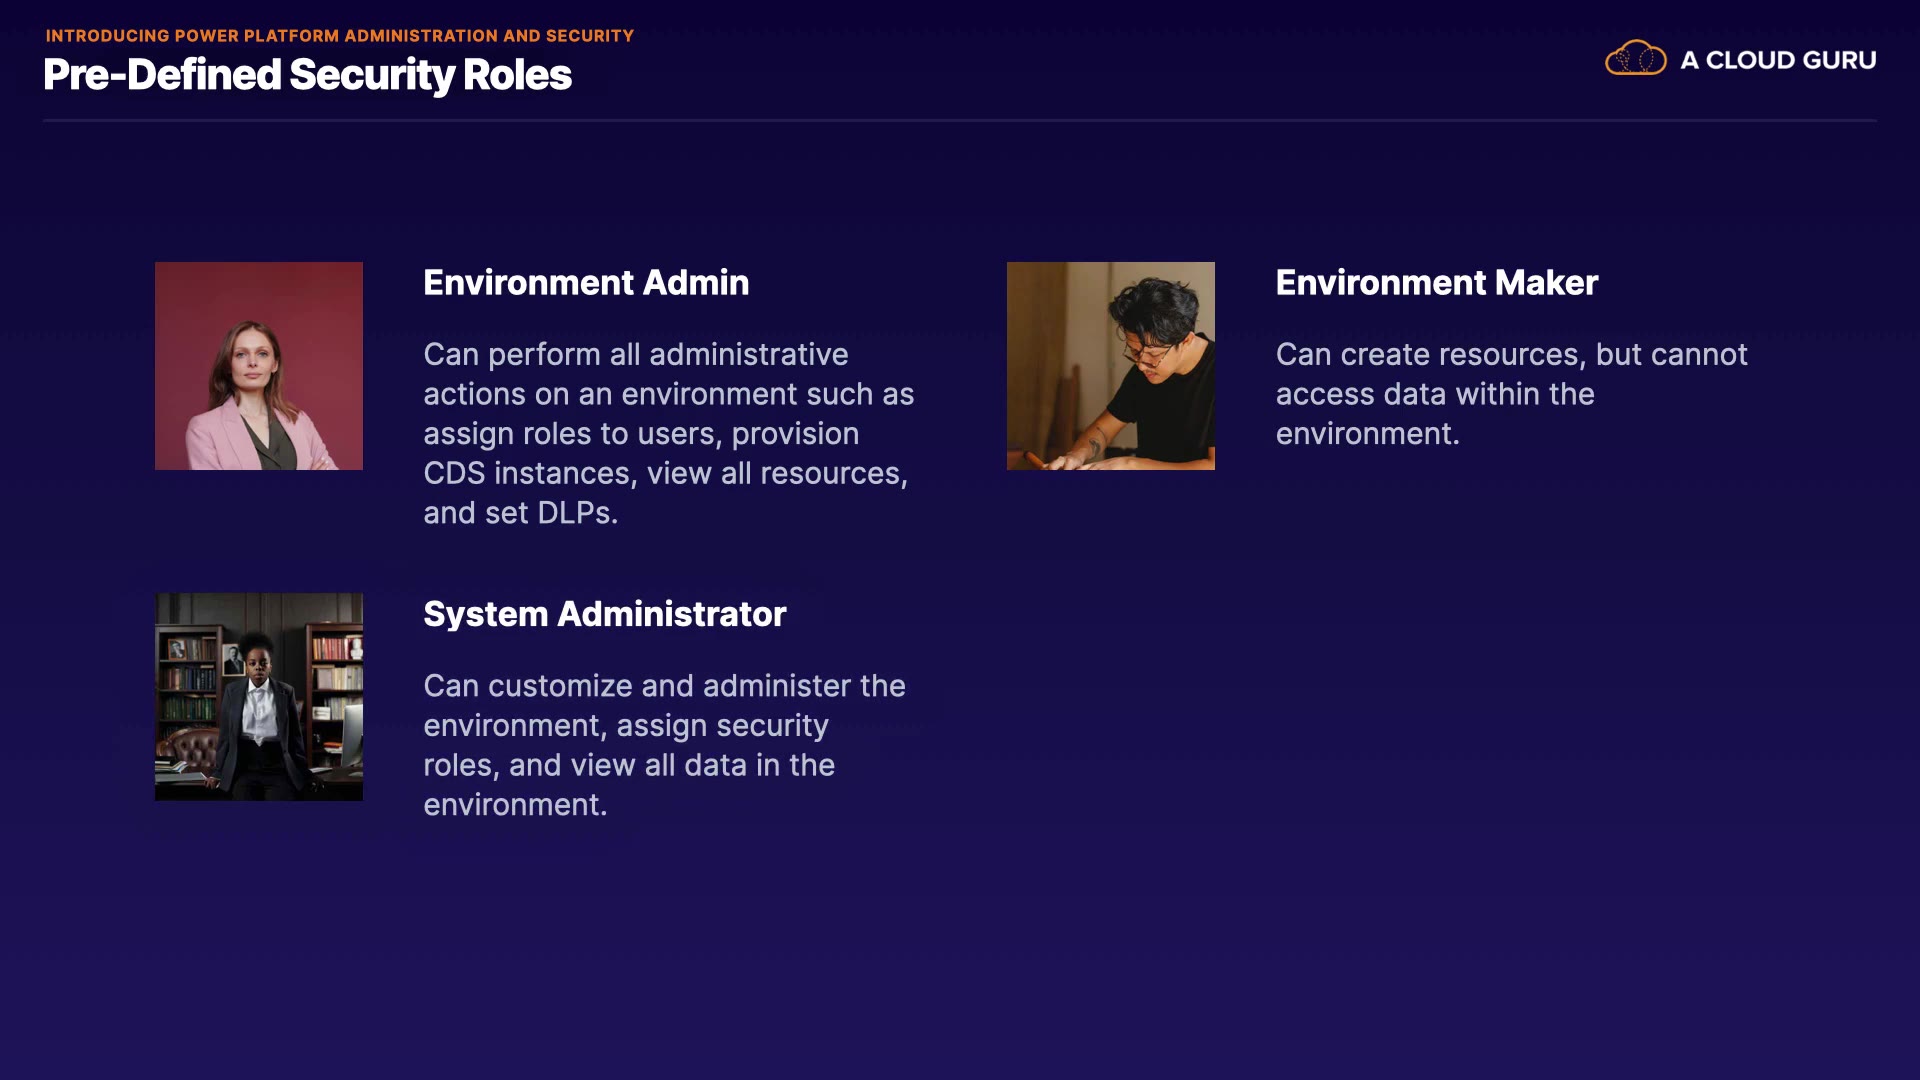 INTRODUCING POWER PLATFORM ADMINISTRATION AND SECURITY
Pre-Defined Security Roles
A CLOUD GURU
Environment Admin
Can perform all administrative
actions on an environment such as
assign roles to users, provision
CDS instances, view all resources,
and set DLPs.
Environment Maker
Can create resources, but cannot
access data within the
environment.
System Administrator
Can customize and administer the
environment, assign security
roles, and view all data in the
environment.